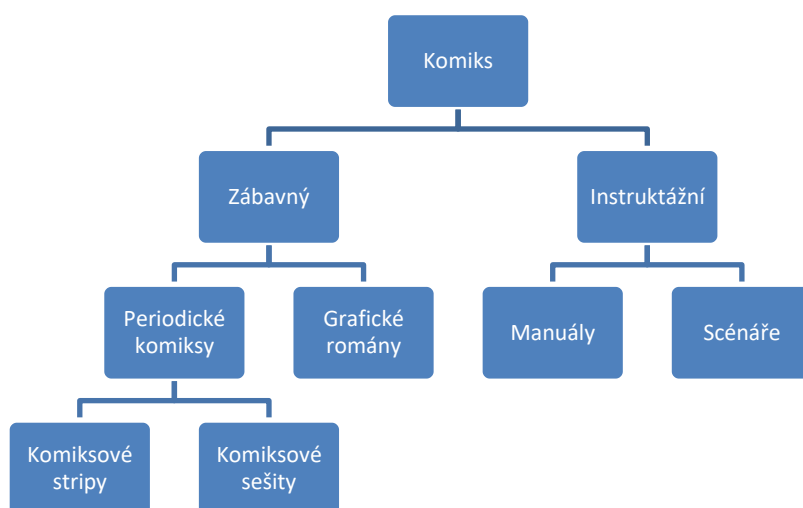 Komiks
Zábavný
Instruktážní
Periodické
komiksy
Grafické
romány
Manuály
Scénáře
Komiksové
stripy
Komiksové
sešity